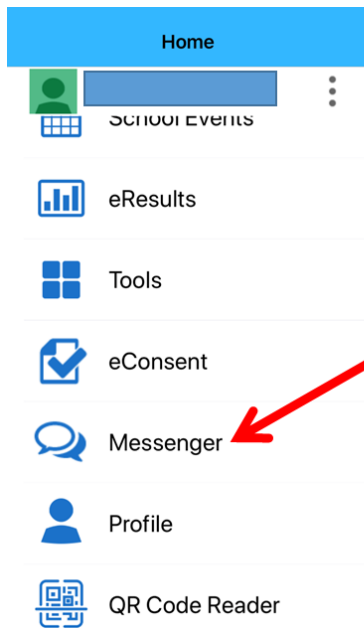 Home
School Events
eResults
Tools
eConsent
Messenger
Profile
QR Code Reader